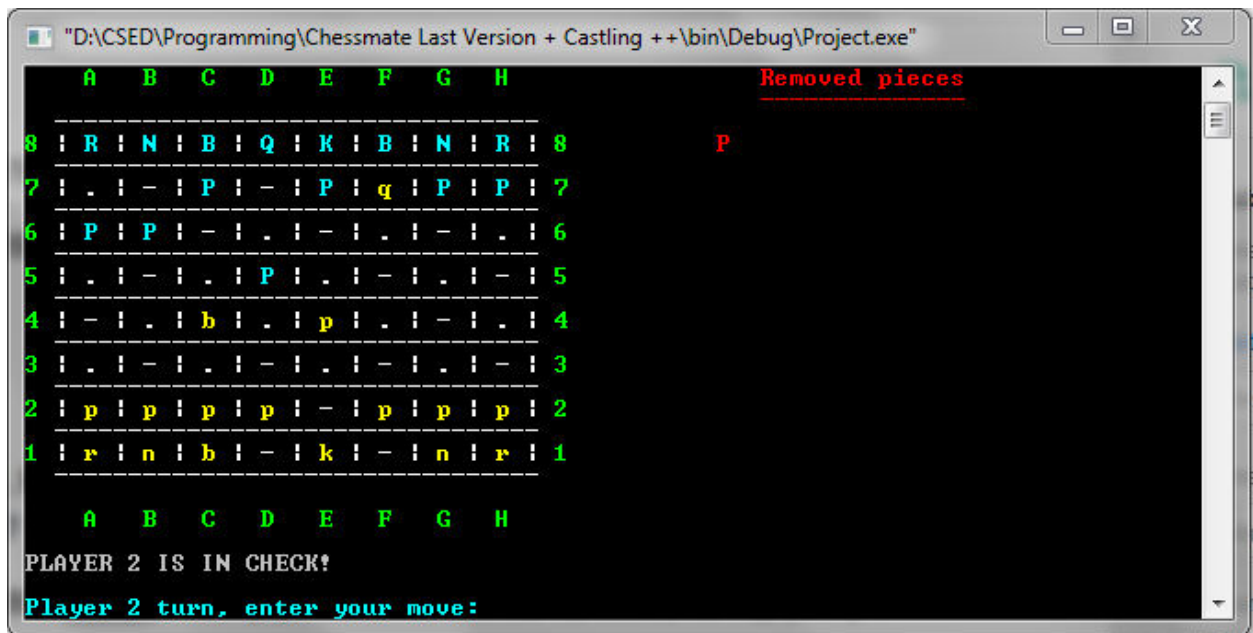 "D:\CSED\Programming\Chessmate Last Version + Castling ++\bin\Debug\Project.exe"
A B C D E F G H Removed pieces
8 | R | N | B | Q | K | B | N | R | 8 P
7 | . | - | P | - | P | q | P | P | 7
6 | P | P | - | . | - | . | - | . | 6
5 | . | - | . | P | . | - | . | - | 5
4 | - | . | b | . | p | . | - | . | 4
3 | . | - | . | - | . | - | . | - | 3
2 | p | p | p | p | - | p | p | p | 2
1 | r | n | b | - | k | - | n | r | 1
A B C D E F G H
PLAYER 2 IS IN CHECK!
Player 2 turn, enter your move: